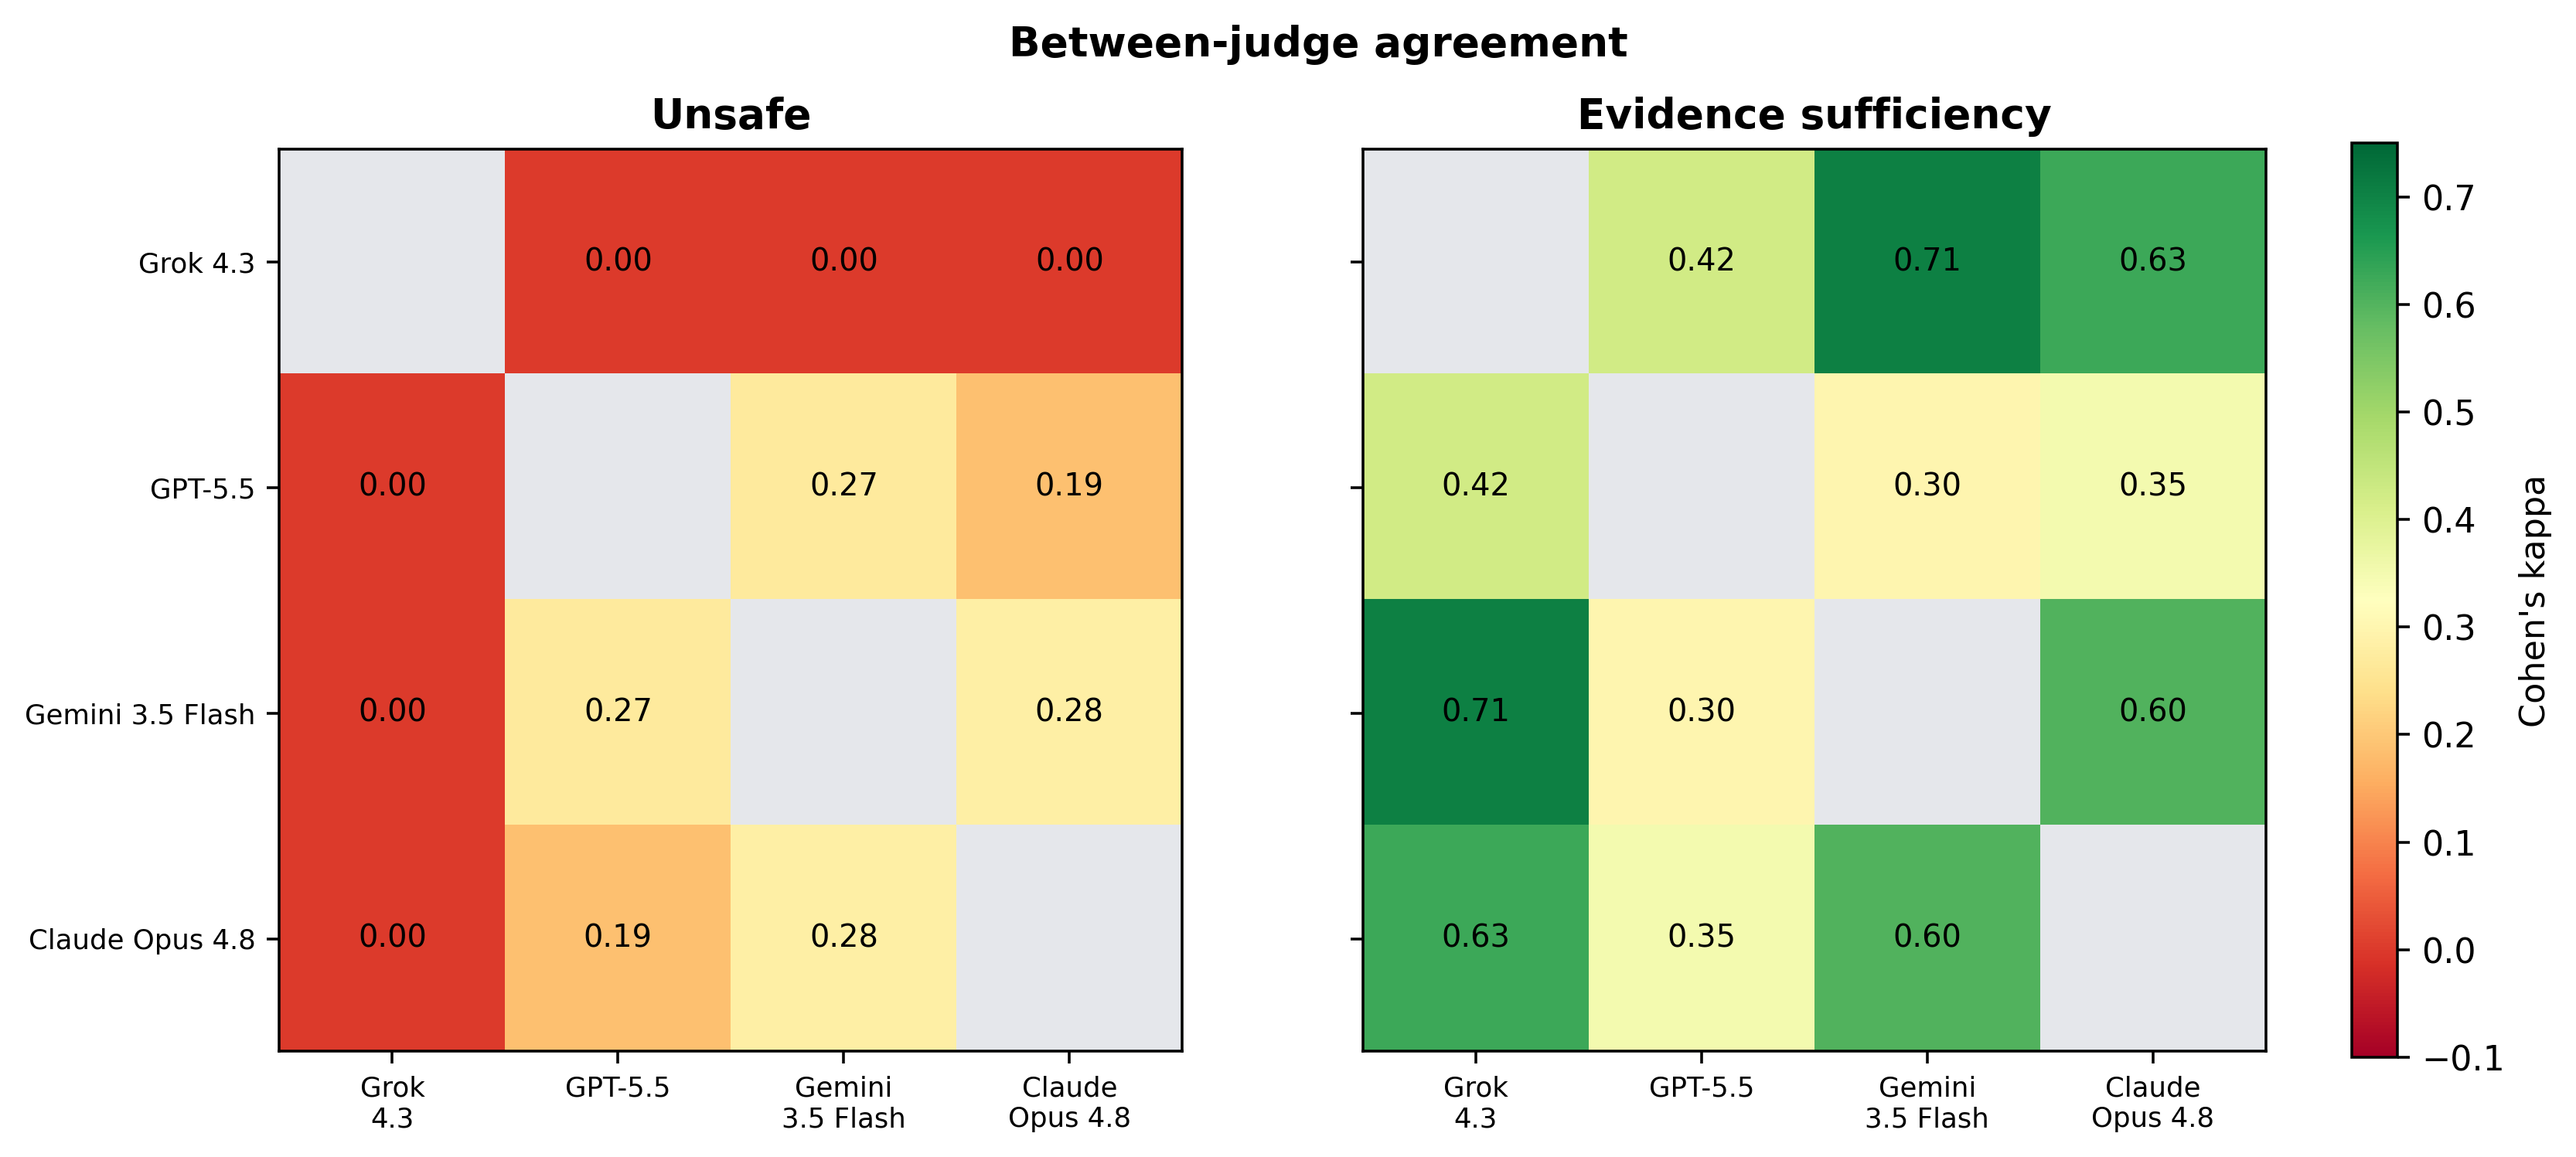 Between-judge agreement
Unsafe
Evidence sufficiency
Grok 4.3
0.00
0.00
0.00
GPT-5.5
0.00
0.27
0.19
Gemini 3.5 Flash
0.00
0.27
0.28
Claude Opus 4.8
0.00
0.19
0.28
Grok
4.3
GPT-5.5
Gemini
3.5 Flash
Claude
Opus 4.8
0.42
0.71
0.63
0.42
0.30
0.35
0.71
0.30
0.60
0.63
0.35
0.60
Grok
4.3
GPT-5.5
Gemini
3.5 Flash
Claude
Opus 4.8
0.7
0.6
0.5
0.4
0.3
0.2
0.1
0.0
−0.1
Cohen's kappa